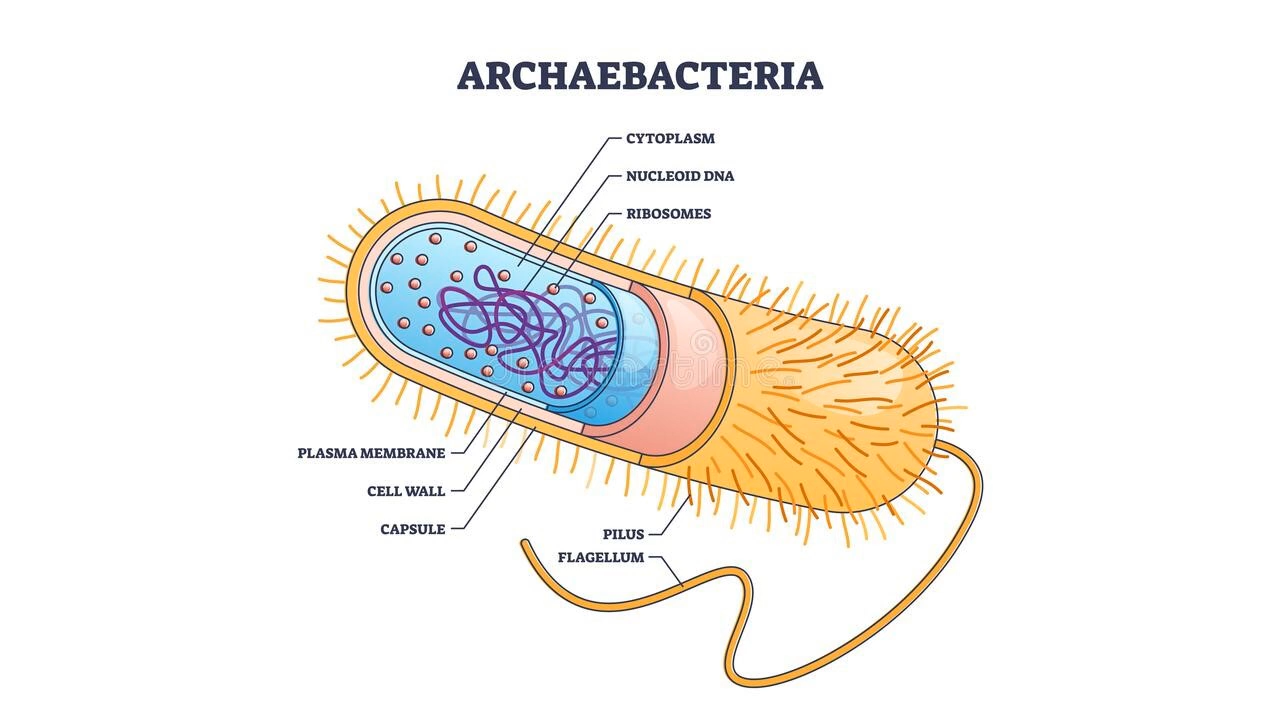 ARCHAEBACTERIA
CYTOPLASM
NUCLEOID DNA
RIBOSOMES
PLASMA MEMBRANE
CELL WALL
CAPSULE
PILUS
FLAGELLUM